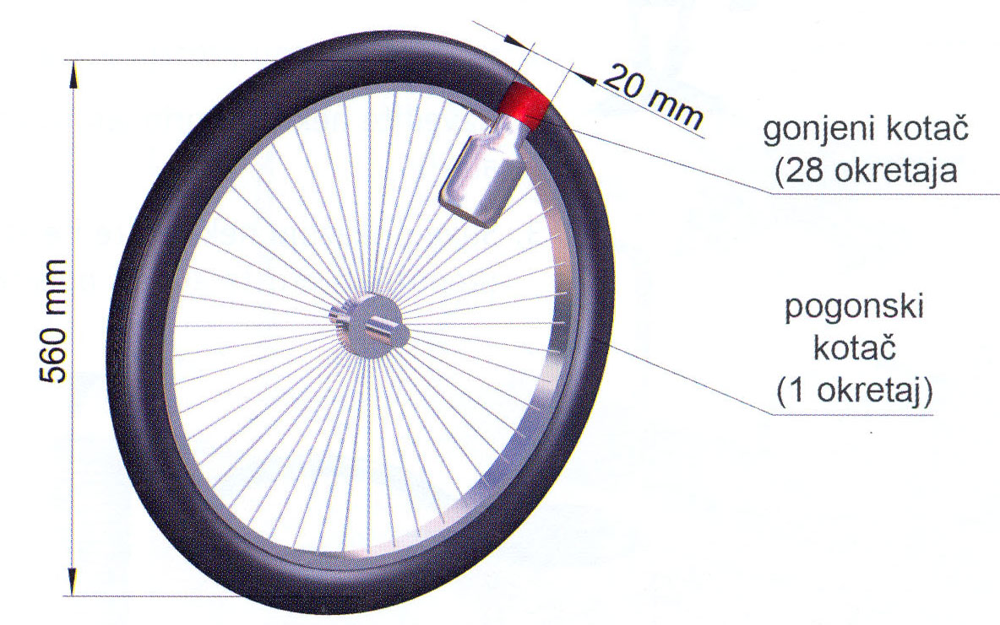 20 mm
gonjeni kotač
(28 okretaja
560 mm
pogonski
kotač
(1 okretaj)